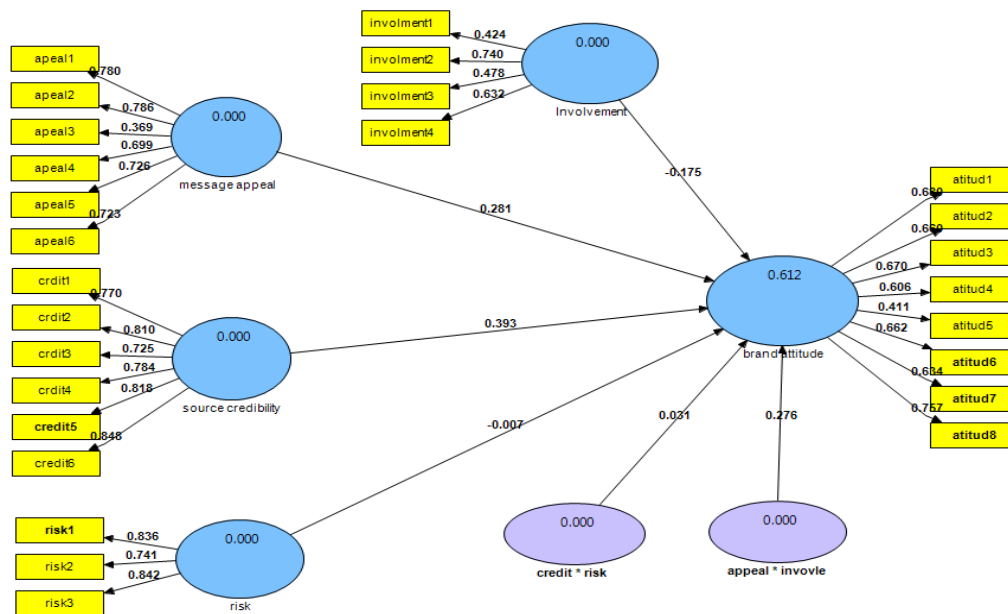 involment1
0.424
0.000
involment2
0.740
involment3
0.478
involment4
0.632
Involvement
apeal1
0.780
apeal2
0.786
apeal3
0.369
apeal4
0.699
apeal5
0.726
apeal6
0.723
0.000
message appeal
-0.175
0.281
crdit1
0.770
crdit2
0.810
crdit3
0.725
crdit4
0.784
credit5
0.818
credit6
0.848
0.000
source credibility
0.393
0.612
brand attitude
atitud1
atitud2
0.670
atitud3
0.606
atitud4
0.411
atitud5
0.662
atitud6
0.634
atitud7
0.757
atitud8
-0.007
0.031
0.276
risk1
0.836
risk2
0.741
risk3
0.842
0.000
risk
0.000
credit * risk
0.000
appeal * invovle